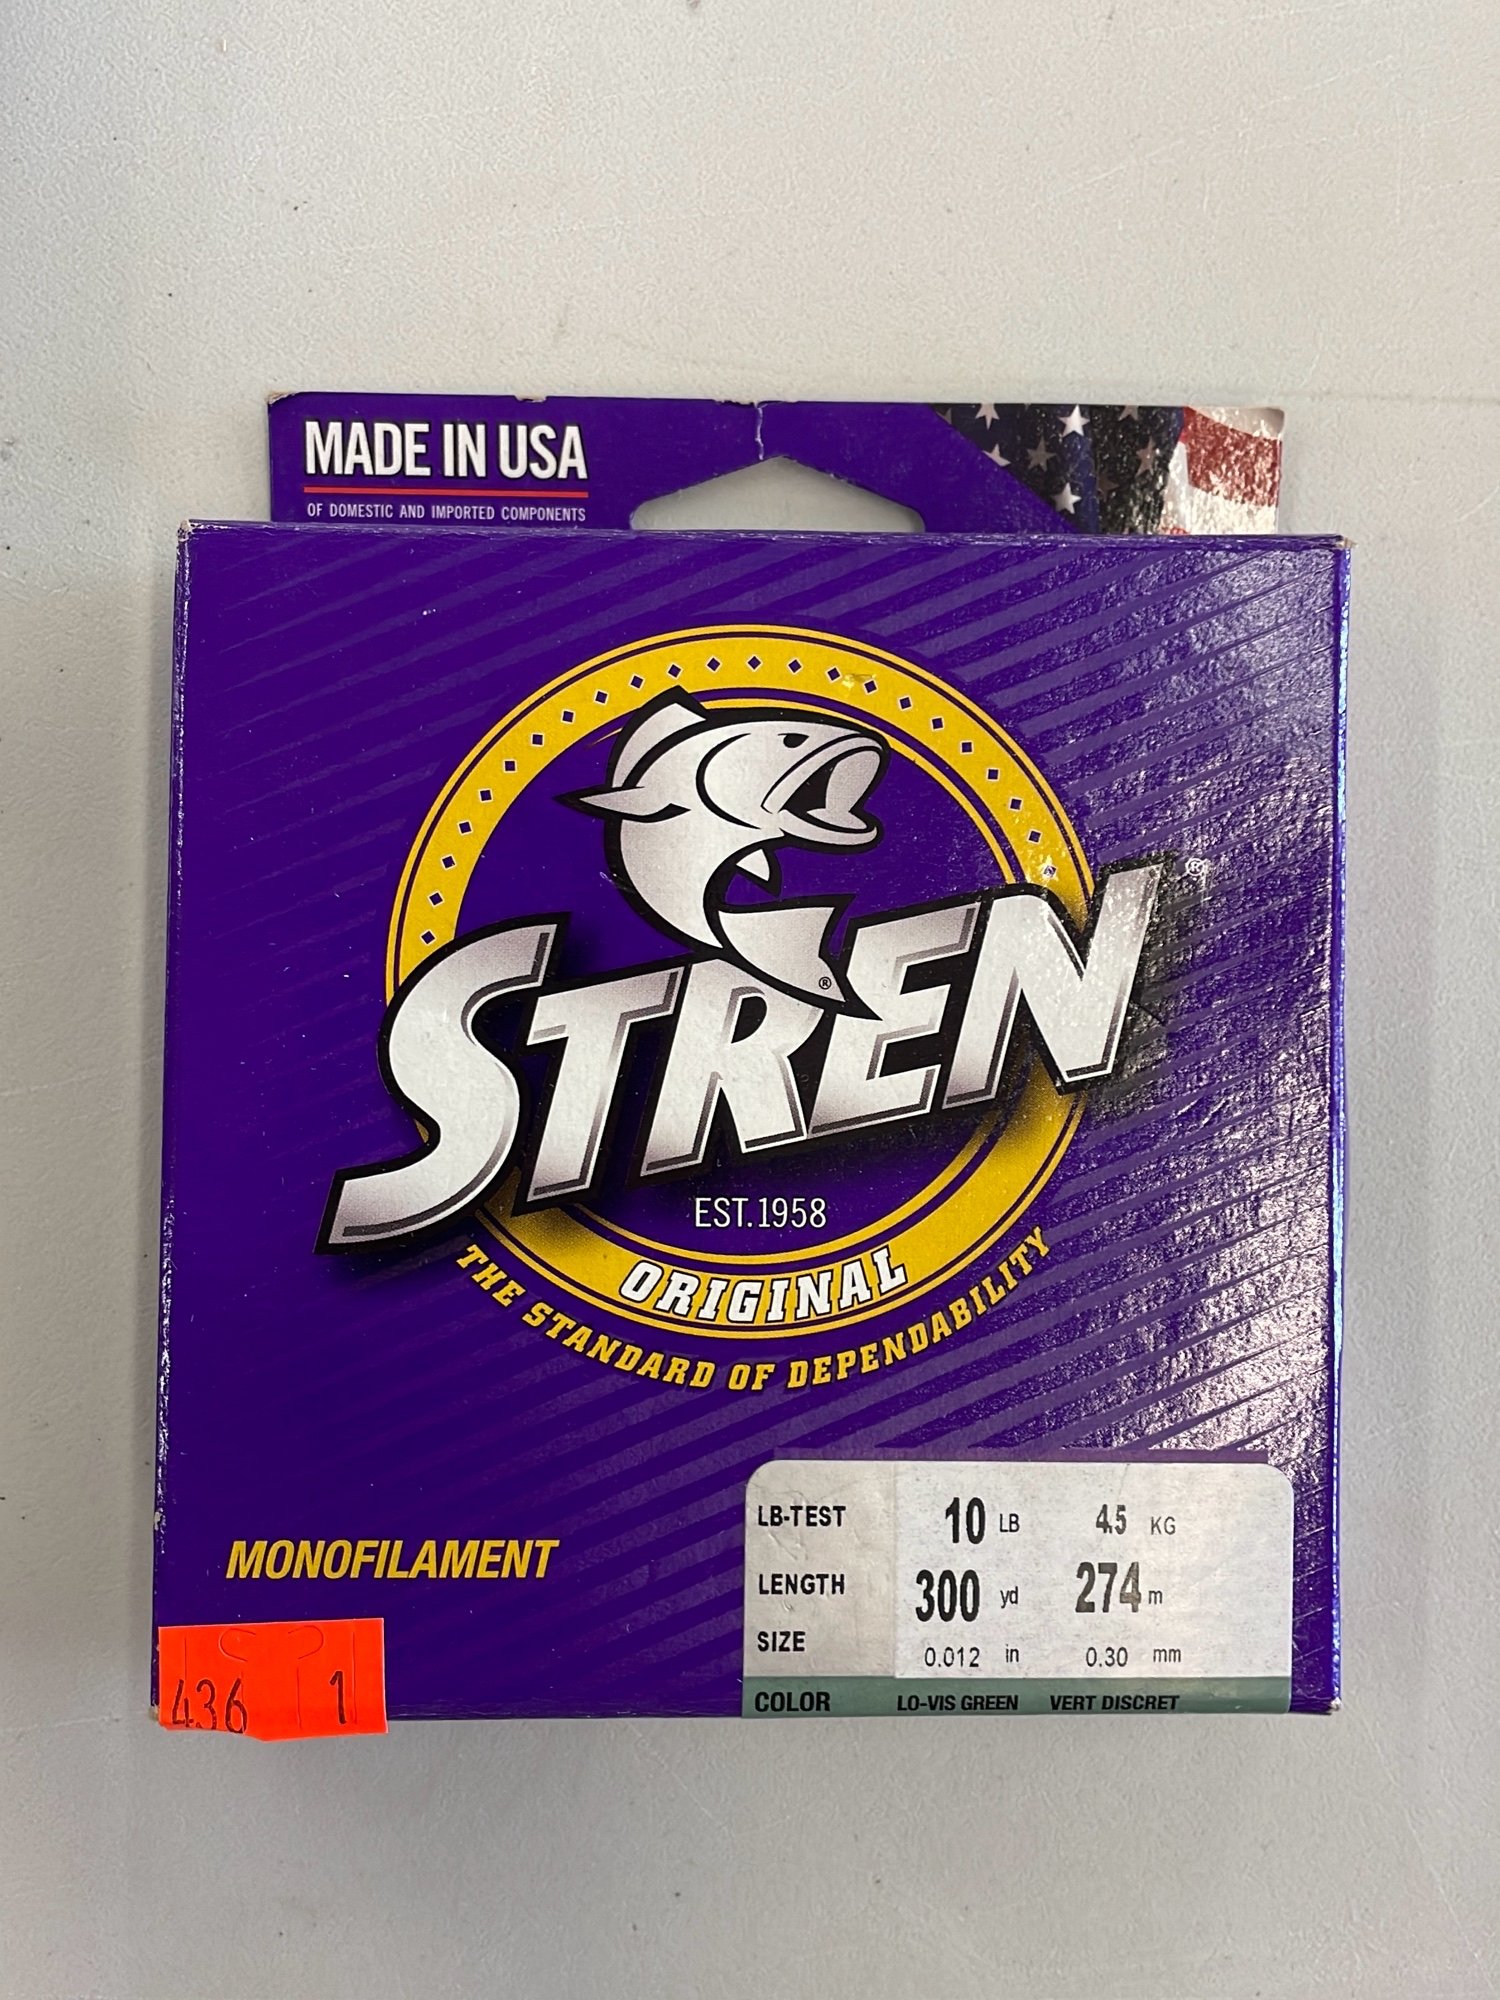 MADE IN USA
OF DOMESTIC AND IMPORTED COMPONENTS
STREN®
®
EST.1958
ORIGINAL
THE STANDARD OF DEPENDABILITY
MONOFILAMENT
LB-TEST 10 LB 4.5 KG
LENGTH 300 yd 274 m
SIZE 0.012 in 0.30 mm
COLOR LO-VIS GREEN VERT DISCRET
436 1